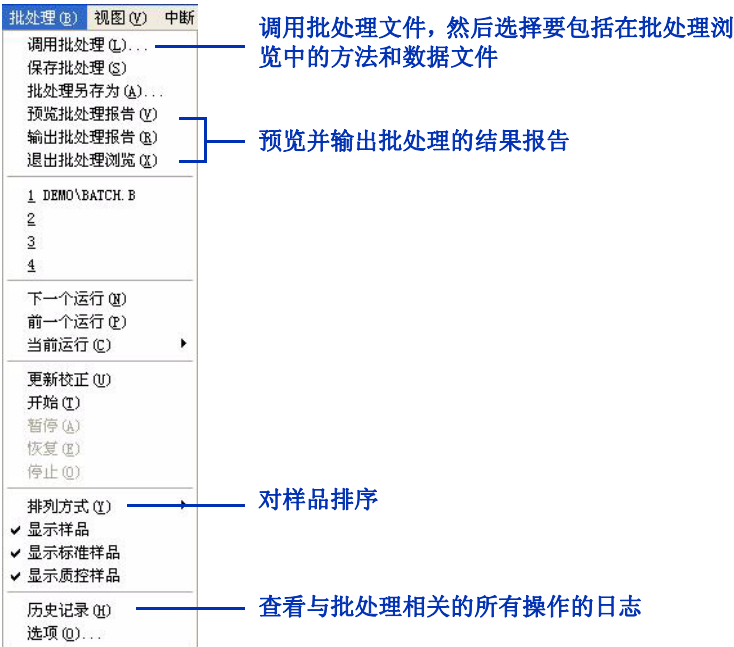 批处理(B) 视图(V) 中断
调用批处理(L)...
保存批处理(S)
批处理另存为(A)...
预览批处理报告(V)
输出批处理报告(R)
退出批处理浏览(X)
1 DEMO\BATCH.B
2
3
4
下一个运行(N)
前一个运行(P)
当前运行(C)
更新校正(U)
开始(T)
暂停(A)
恢复(E)
停止(O)
排列方式(Y)
显示样品
显示标准样品
显示质控样品
历史记录(H)
选项(O)...
调用批处理文件，然后选择要包括在批处理浏
览中的方法和数据文件
预览并输出批处理的结果报告
对样品排序
查看与批处理相关的所有操作的日志